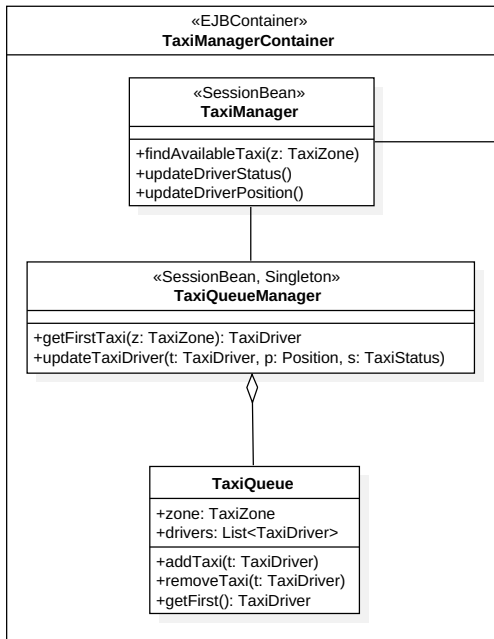 «EJBContainer»
TaxiManagerContainer
«SessionBean»
TaxiManager
+findAvailableTaxi(z: TaxiZone)
+updateDriverStatus()
+updateDriverPosition()
«SessionBean, Singleton»
TaxiQueueManager
+getFirstTaxi(z: TaxiZone): TaxiDriver
+updateTaxiDriver(t: TaxiDriver, p: Position, s: TaxiStatus)
TaxiQueue
+zone: TaxiZone
+drivers: List<TaxiDriver>
+addTaxi(t: TaxiDriver)
+removeTaxi(t: TaxiDriver)
+getFirst(): TaxiDriver